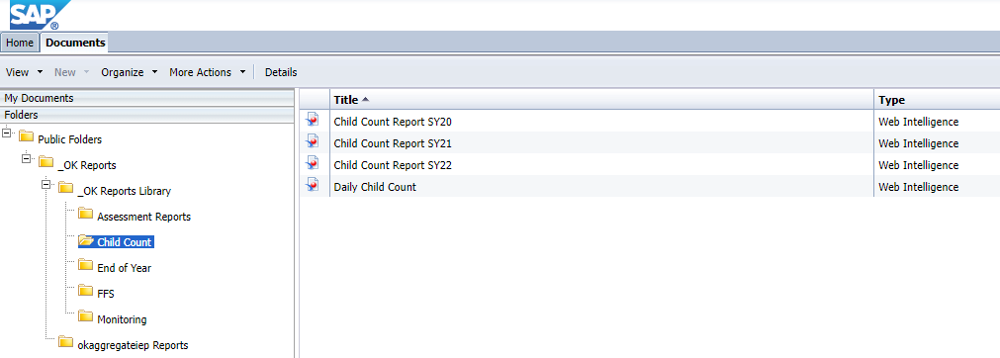 SAP®
Home Documents
View New Organize More Actions Details
My Documents
Folders
Public Folders
_OK Reports
_OK Reports Library
Assessment Reports
Child Count
End of Year
FFS
Monitoring
okaggregateiep Reports
Title Type
Child Count Report SY20 Web Intelligence
Child Count Report SY21 Web Intelligence
Child Count Report SY22 Web Intelligence
Daily Child Count Web Intelligence